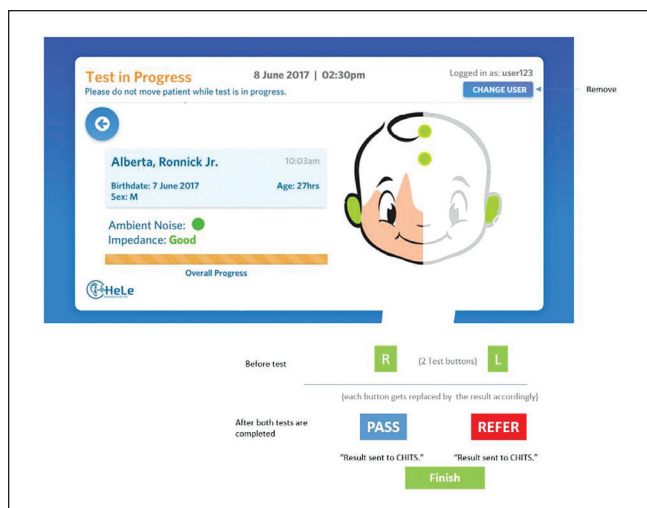 Test in Progress
8 June 2017 | 02:30pm
Logged in as: user123
Please do not move patient while test is in progress.
CHANGE USER
Remove
Alberta, Ronnick Jr.
10:03am
Birthdate: 7 June 2017
Age: 27hrs
Sex: M
Ambient Noise:
Impedance: Good
Overall Progress
HeLe
Before test
R
(2 Test buttons)
L
(each button gets replaced by the result accordingly)
After both tests are
completed
PASS
REFER
"Result sent to CHITS."
"Result sent to CHITS."
Finish